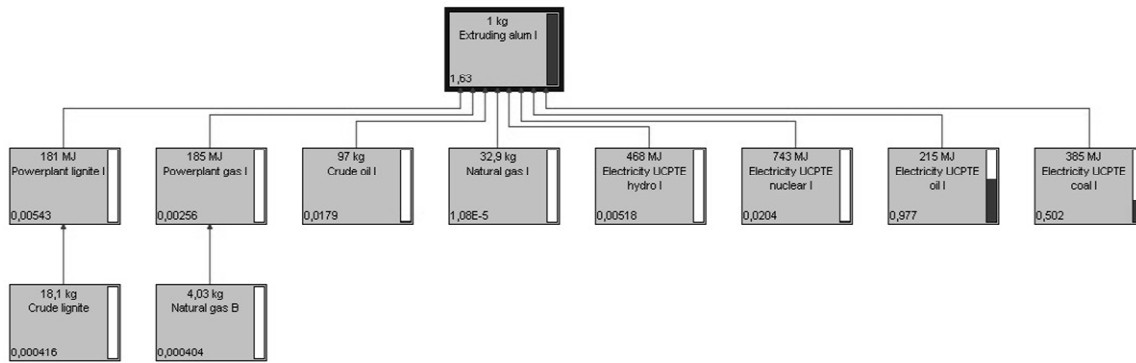 1 kg
Extruding alum I
1,63
181 MJ
Powerplant lignite I
0,00543
185 MJ
Powerplant gas I
0,00256
97 kg
Crude oil I
0,0179
32,9 kg
Natural gas I
1,08E-5
468 MJ
Electricity UCPTE
hydro I
0,00518
743 MJ
Electricity UCPTE
nuclear I
0,0204
215 MJ
Electricity UCPTE
oil I
0,977
385 MJ
Electricity UCPTE
coal I
0,502
18,1 kg
Crude lignite
0,000416
4,03 kg
Natural gas B
0,000404